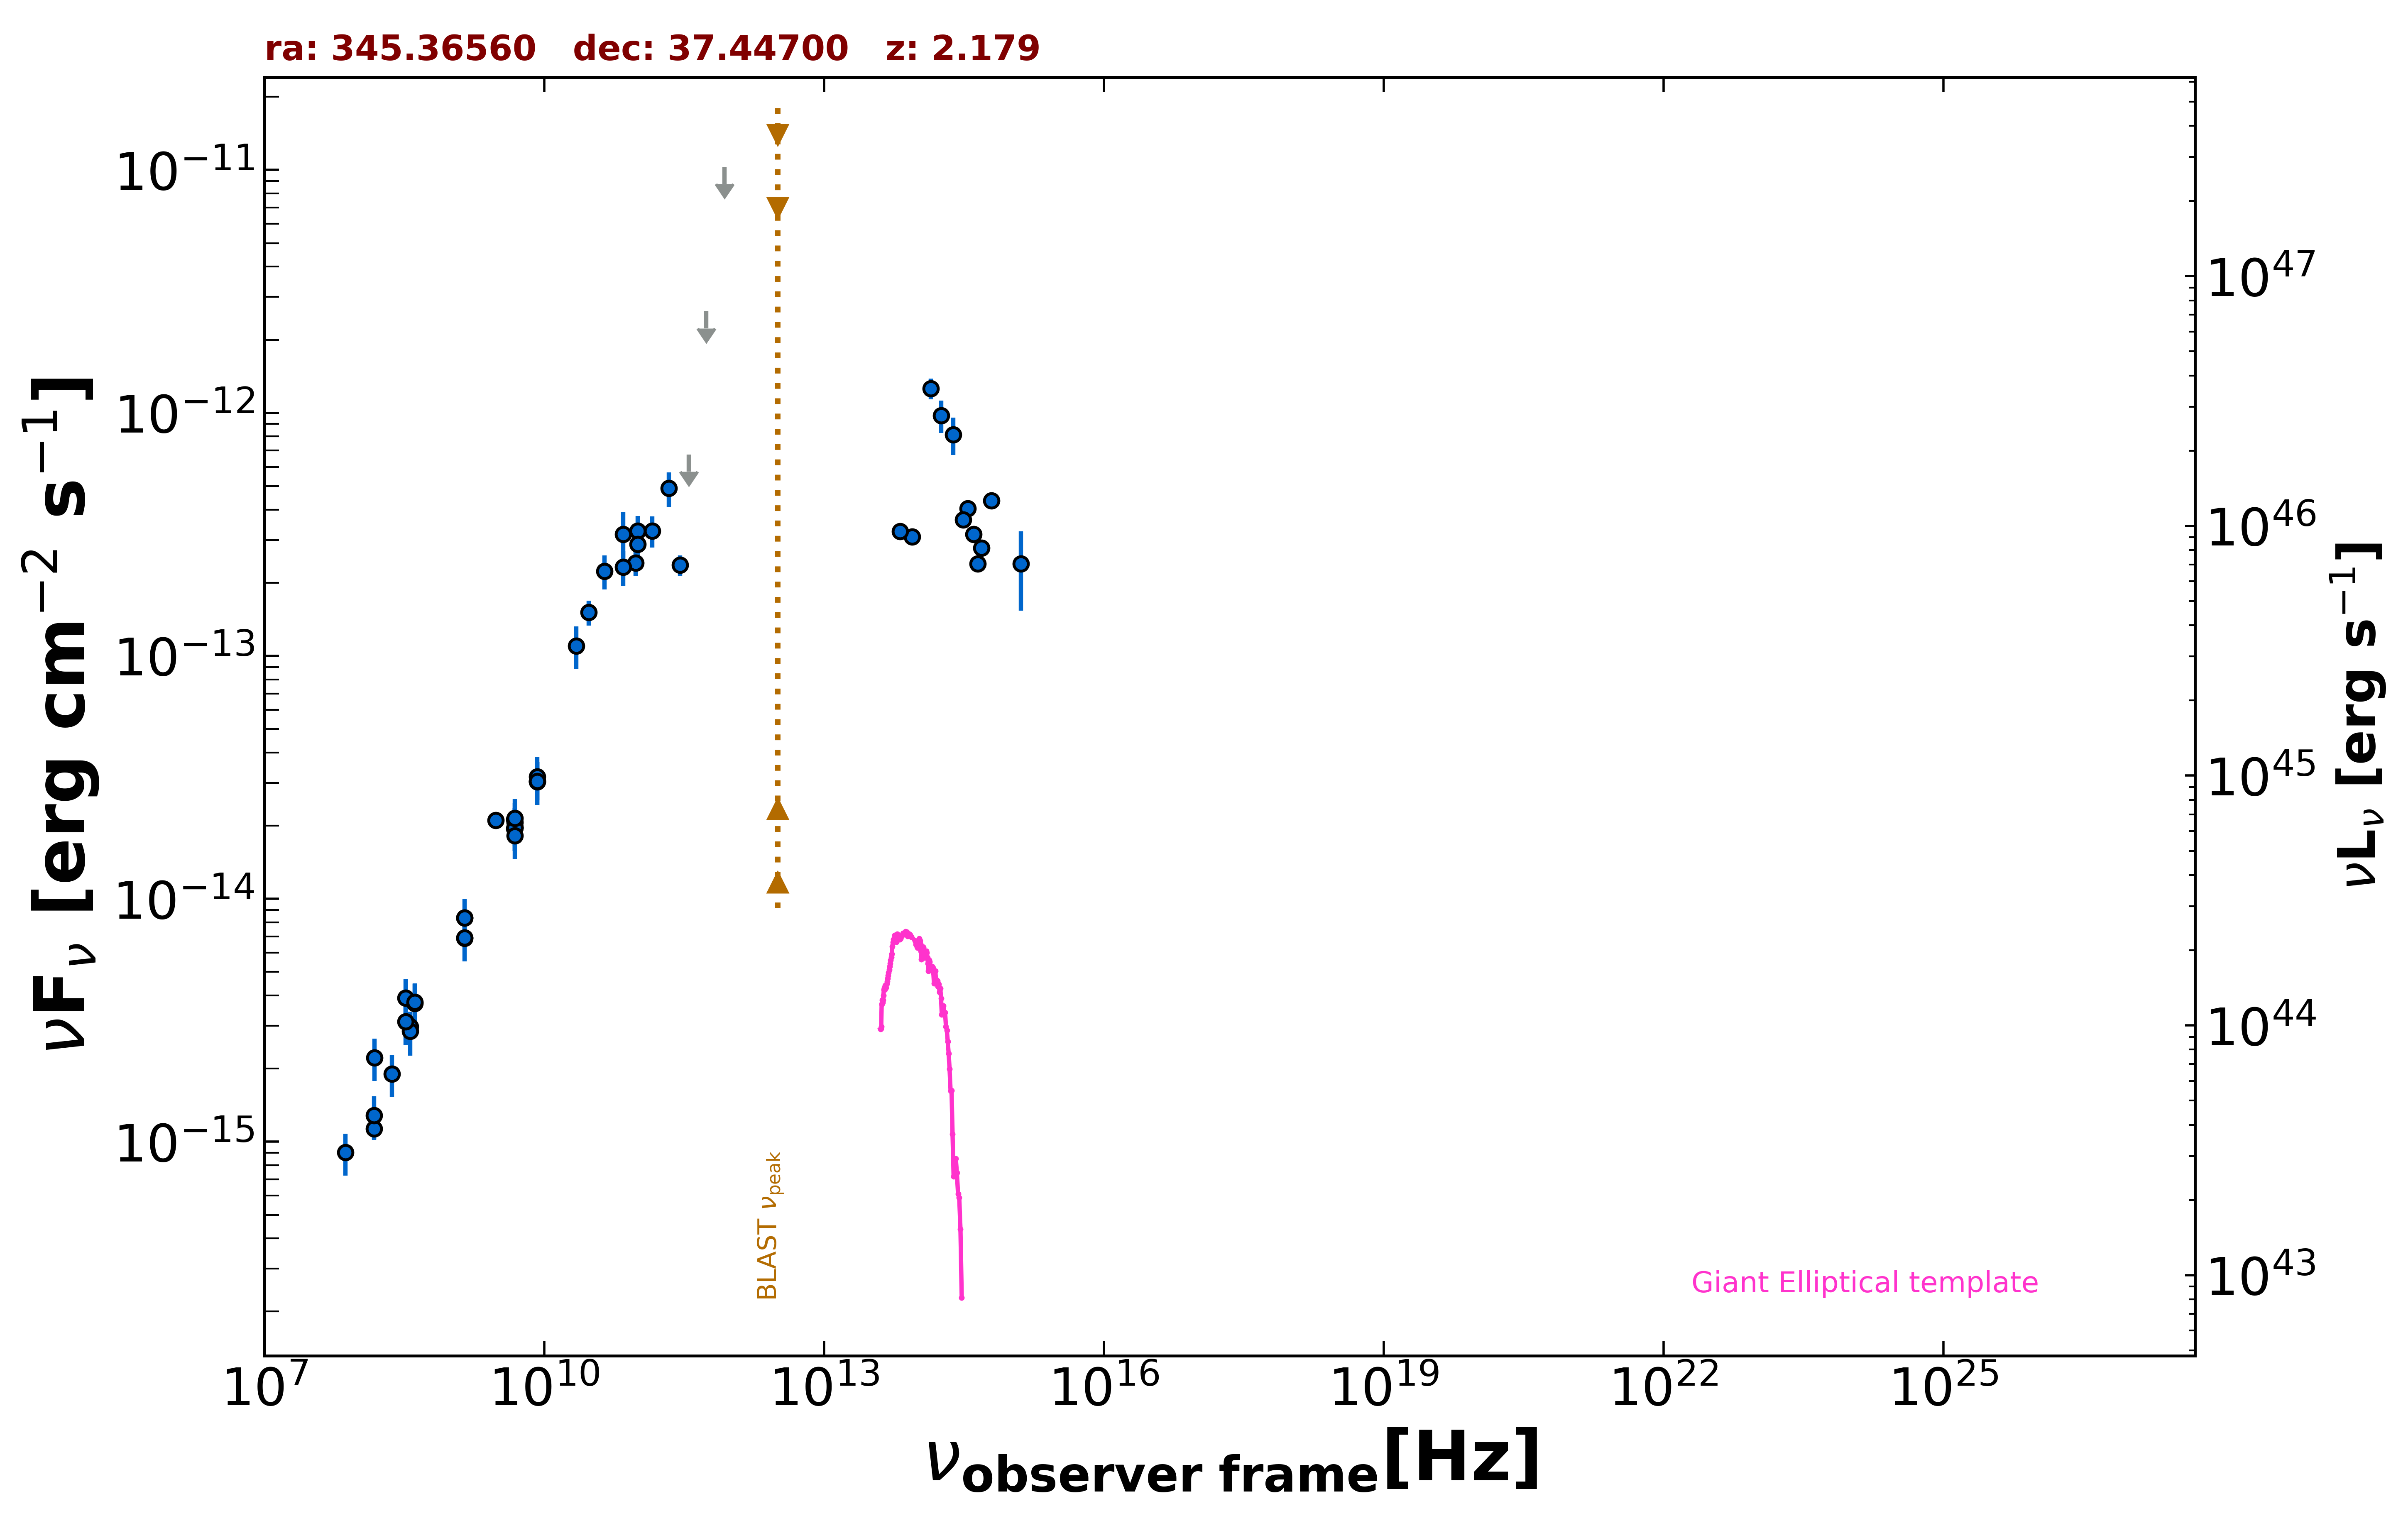 ra: 345.36560 dec: 37.44700 z: 2.179
νF_ν [erg cm^−2 s^−1]
10^−11
10^−12
10^−13
10^−14
10^−15
10^47
10^46
10^45
10^44
10^43
νL_ν [erg s^−1]
BLAST ν_peak
Giant Elliptical template
10^7 10^10 10^13 10^16 10^19 10^22 10^25
ν_observer frame [Hz]